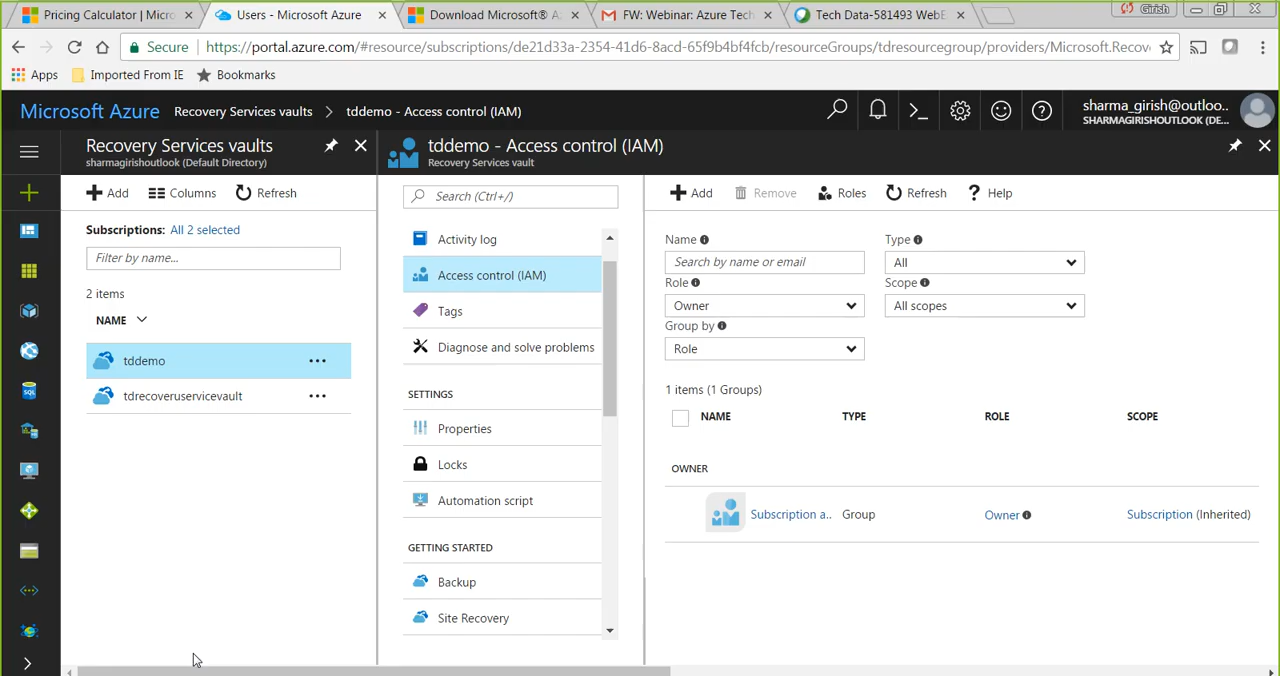 Pricing Calculator | Micro
Users - Microsoft Azure
Download Microsoft® A
FW: Webinar: Azure Tech
Tech Data-581493 WebE
Girish
Secure
https://portal.azure.com/#resource/subscriptions/de21d33a-2354-41d6-8acd-65f9b4bf4fcb/resourceGroups/tdresourcegroup/providers/Microsoft.Recov
Apps
Imported From IE
Bookmarks
Microsoft Azure
Recovery Services vaults > tddemo - Access control (IAM)
sharma_girish@outloo..
SHARMAGIRISHOUTLOOK (DE...
Recovery Services vaults
sharmagirishoutlook (Default Directory)
Add
Columns
Refresh
Subscriptions: All 2 selected
Filter by name...
2 items
NAME
tddemo
...
tdrecoveruservicevault
...
tddemo - Access control (IAM)
Recovery Services vault
Search (Ctrl+/)
Activity log
Access control (IAM)
Tags
Diagnose and solve problems
SETTINGS
Properties
Locks
Automation script
GETTING STARTED
Backup
Site Recovery
Add
Remove
Roles
Refresh
? Help
Name
Type
Search by name or email
All
Role
Scope
Owner
All scopes
Group by
Role
1 items (1 Groups)
NAME TYPE ROLE SCOPE
OWNER
Subscription a.. Group Owner Subscription (Inherited)